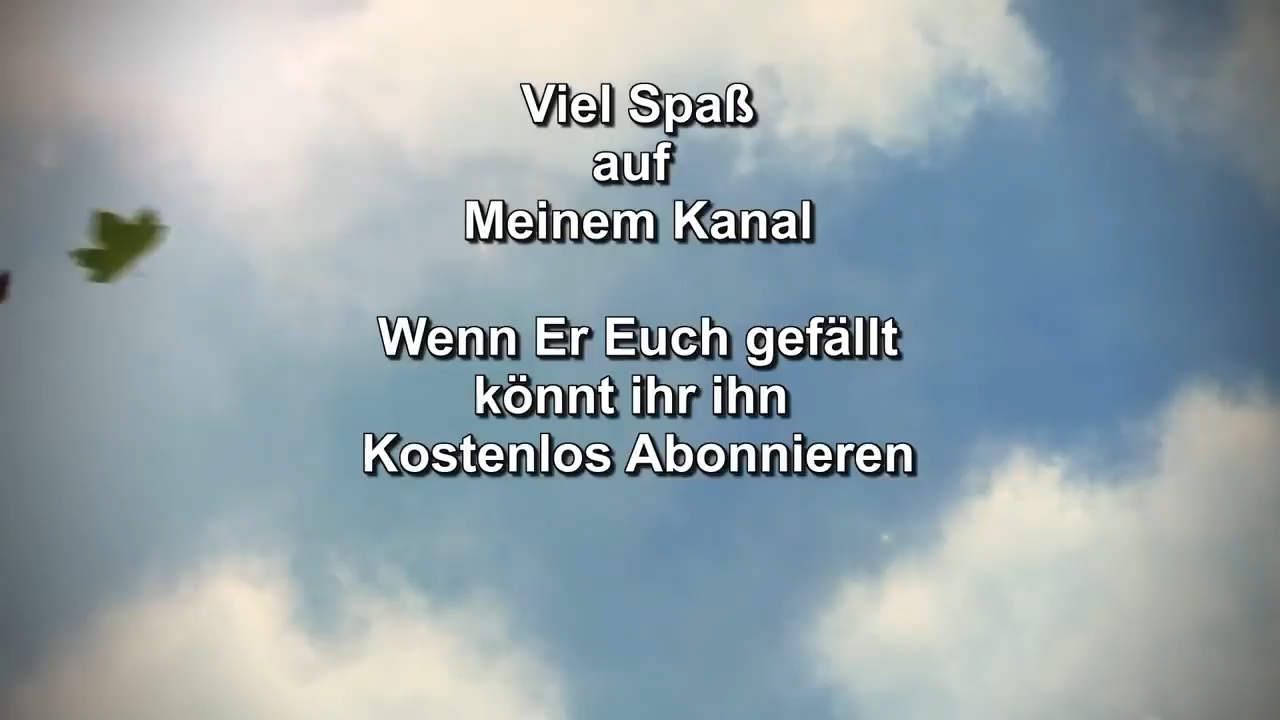 Viel Spaß
auf
Meinem Kanal
Wenn Er Euch gefällt
könnt ihr ihn
Kostenlos Abonnieren